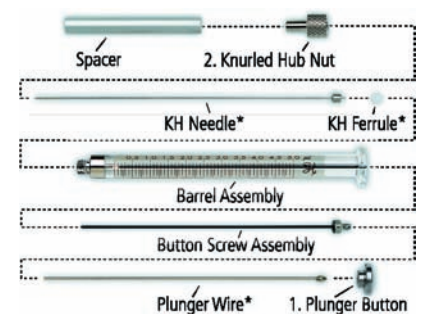 Spacer
2. Knurled Hub Nut
KH Needle*
KH Ferrule*
Barrel Assembly
Button Screw Assembly
Plunger Wire*
1. Plunger Button